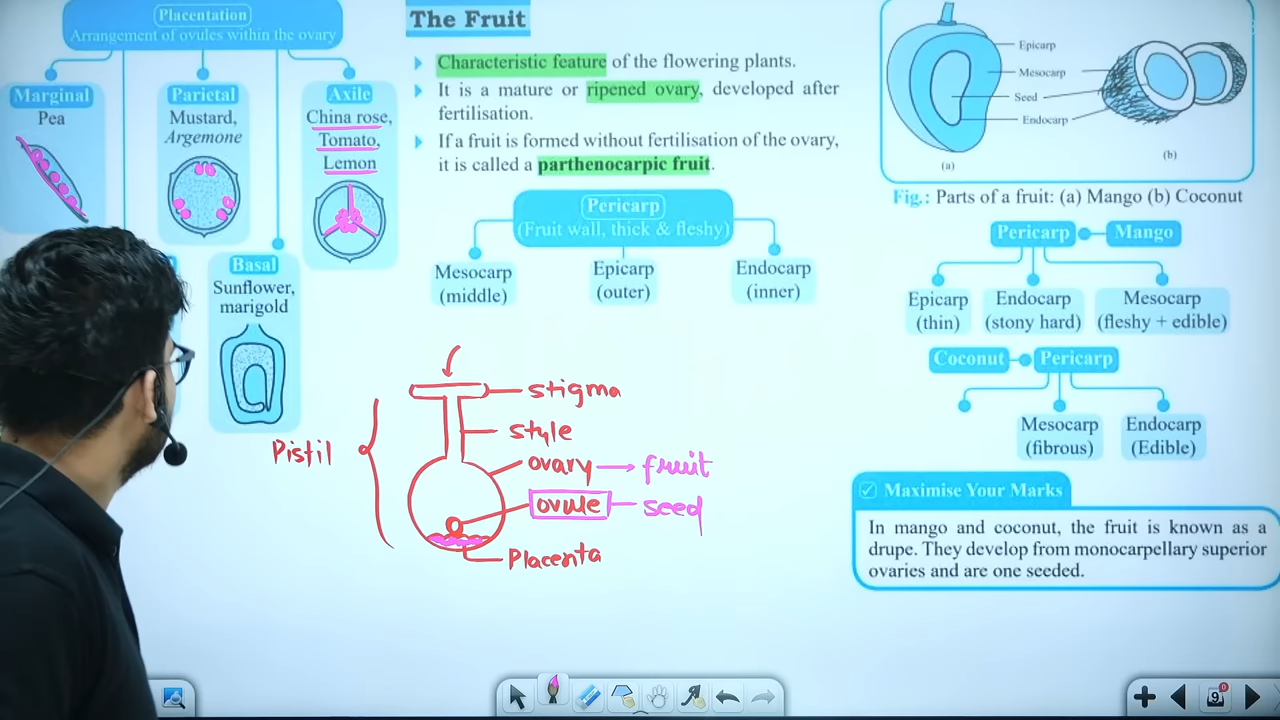 Placentation
Arrangement of ovules within the ovary
Marginal
Pea
Parietal
Mustard,
Argemone
Axile
China rose,
Tomato,
Lemon
Basal
Sunflower,
marigold
The Fruit
Characteristic feature of the flowering plants.
It is a mature or ripened ovary, developed after
fertilisation.
If a fruit is formed without fertilisation of the ovary,
it is called a parthenocarpic fruit.
Pericarp
(Fruit wall, thick & fleshy)
Mesocarp
(middle)
Epicarp
(outer)
Endocarp
(inner)
Pistil
stigma
style
ovary → fruit
ovule seed
Placenta
Epicarp
Mesocarp
Seed
Endocarp
(a)
(b)
Fig.: Parts of a fruit: (a) Mango (b) Coconut
Pericarp Mango
Epicarp
(thin)
Endocarp
(stony hard)
Mesocarp
(fleshy + edible)
Coconut Pericarp
Mesocarp
(fibrous)
Endocarp
(Edible)
Maximise Your Marks
In mango and coconut, the fruit is known as a
drupe. They develop from monocarpellary superior
ovaries and are one seeded.
9
0